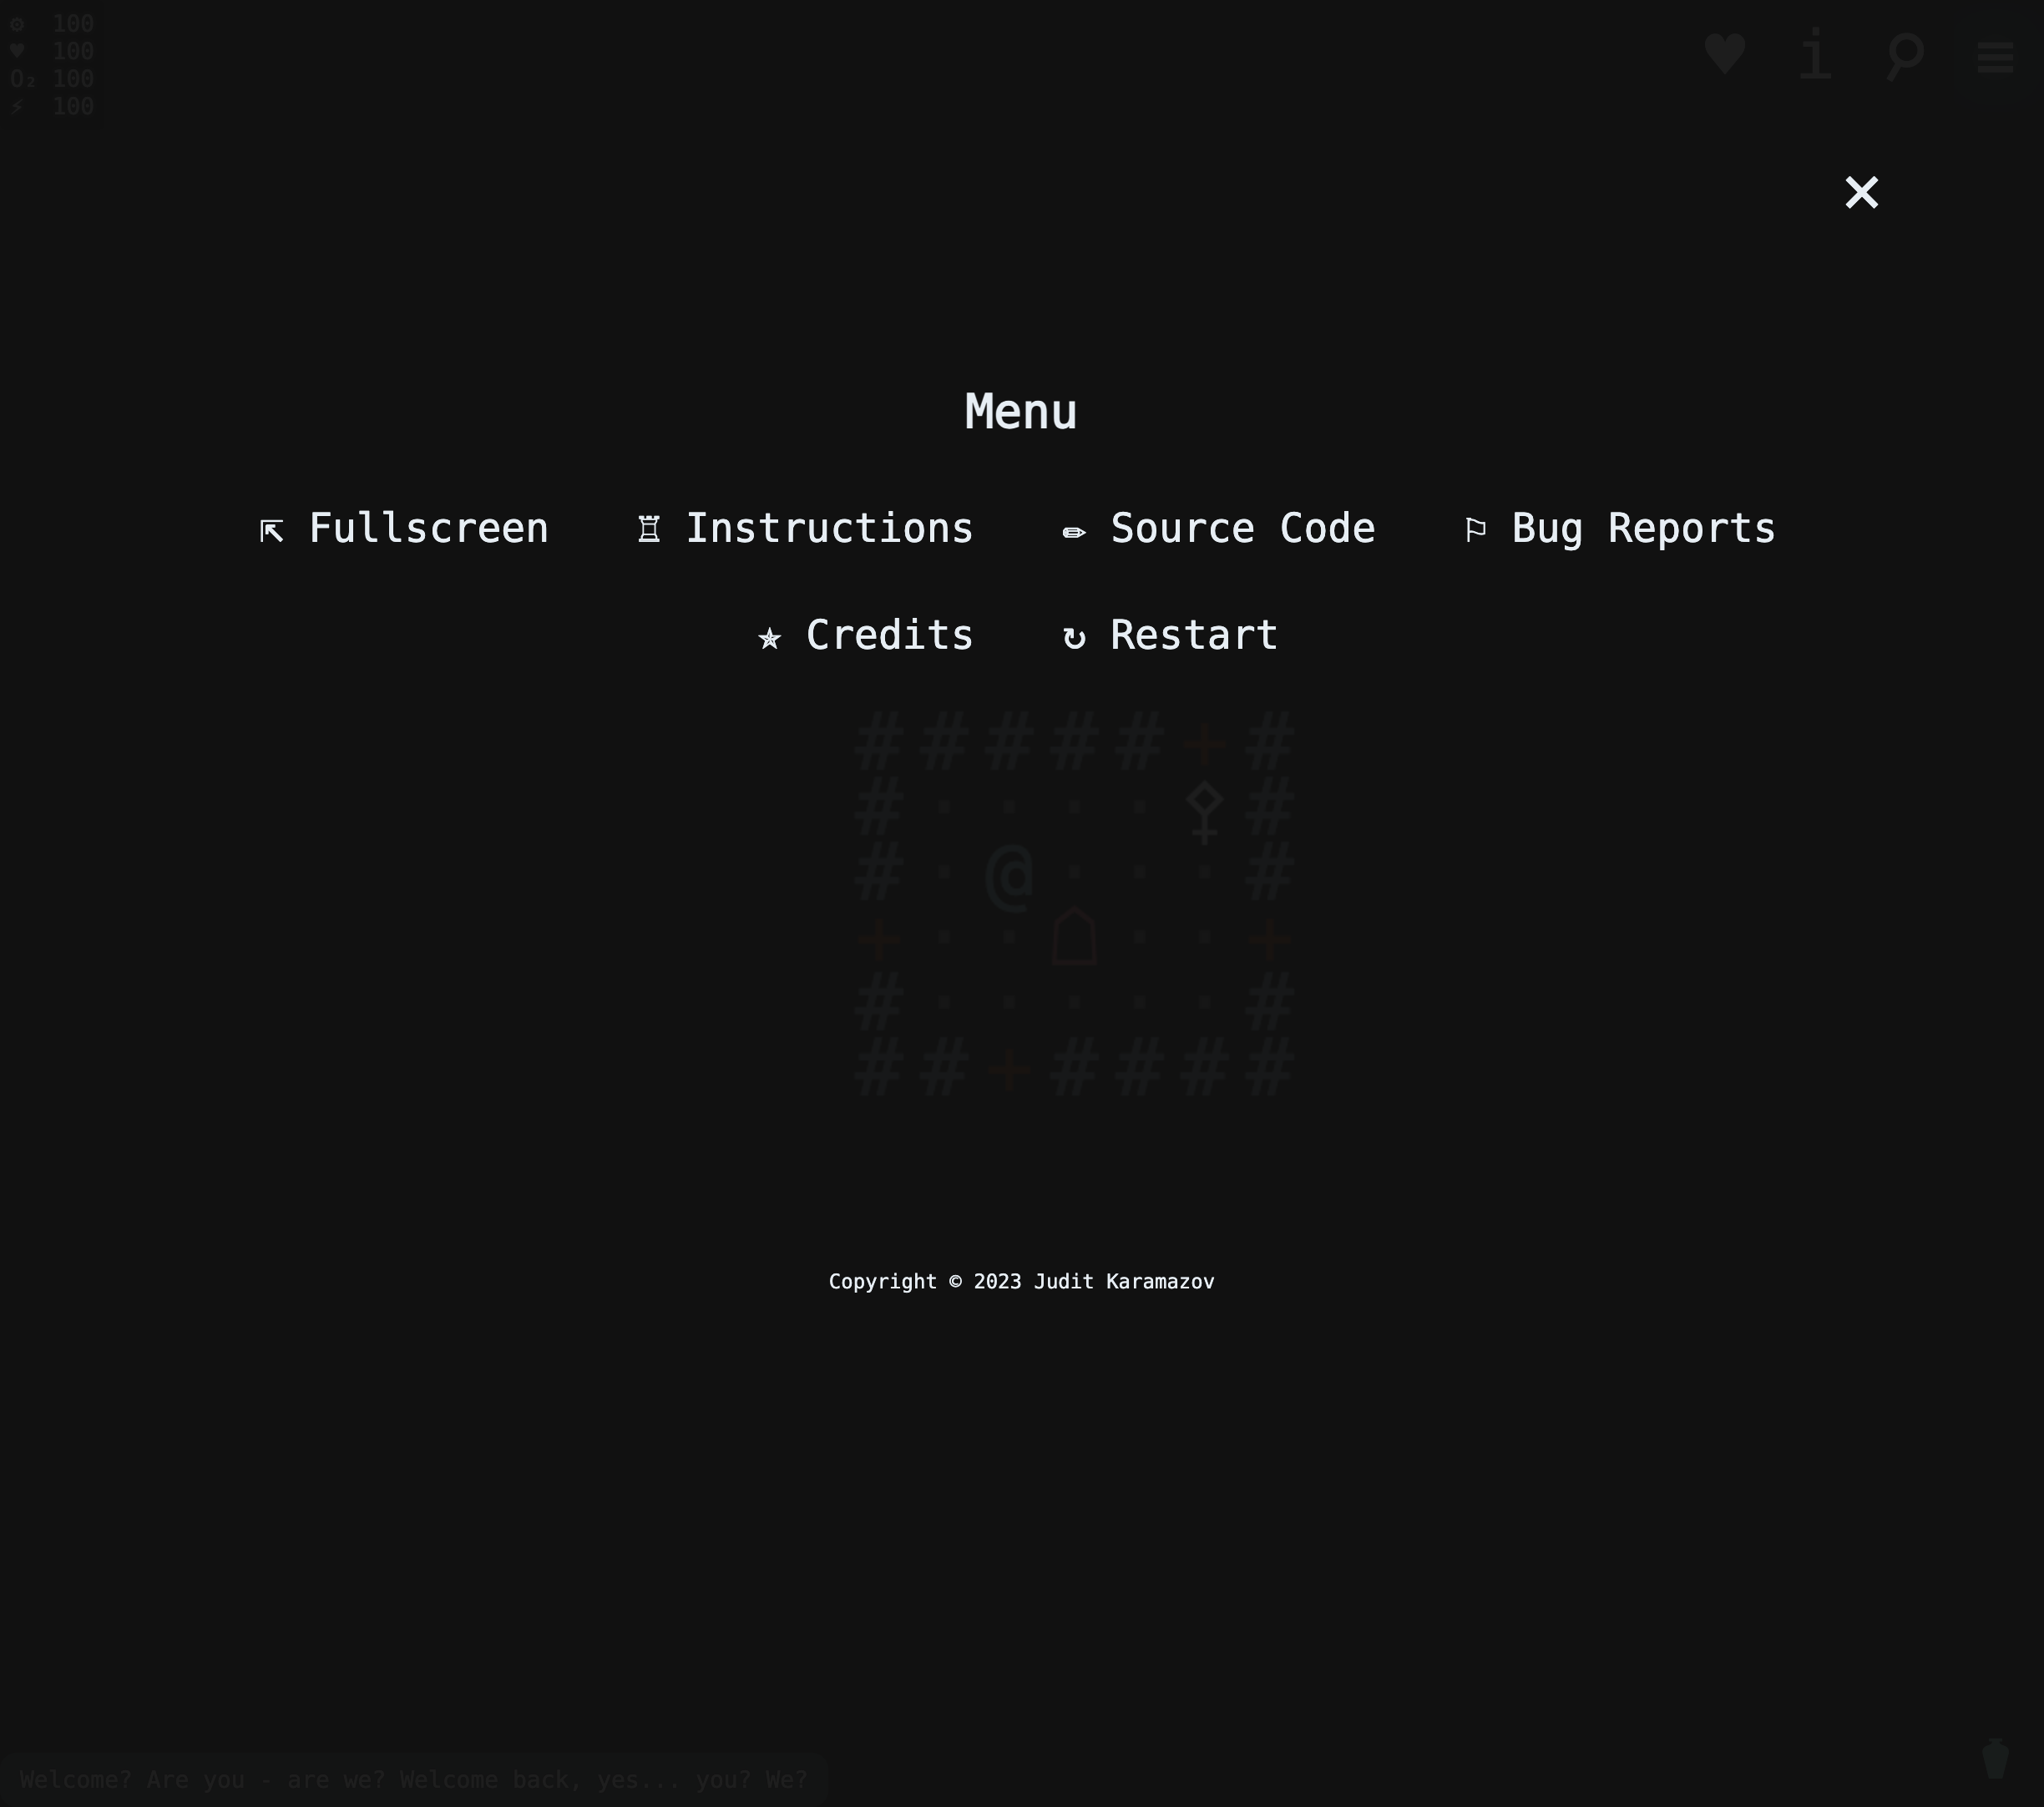 ⚙ 100
♥ 100
O₂ 100
⚡ 100
♥ i
×
Menu
⇱ Fullscreen ♖ Instructions ✏ Source Code ⚐ Bug Reports
✯ Credits ↻ Restart
# # # # # + #
# · · · · ⚴ #
# · @ · · · #
+ · · ☖ · · +
# · · · · · #
# # + # # # #
Copyright © 2023 Judit Karamazov
Welcome? Are you - are we? Welcome back, yes... you? We?